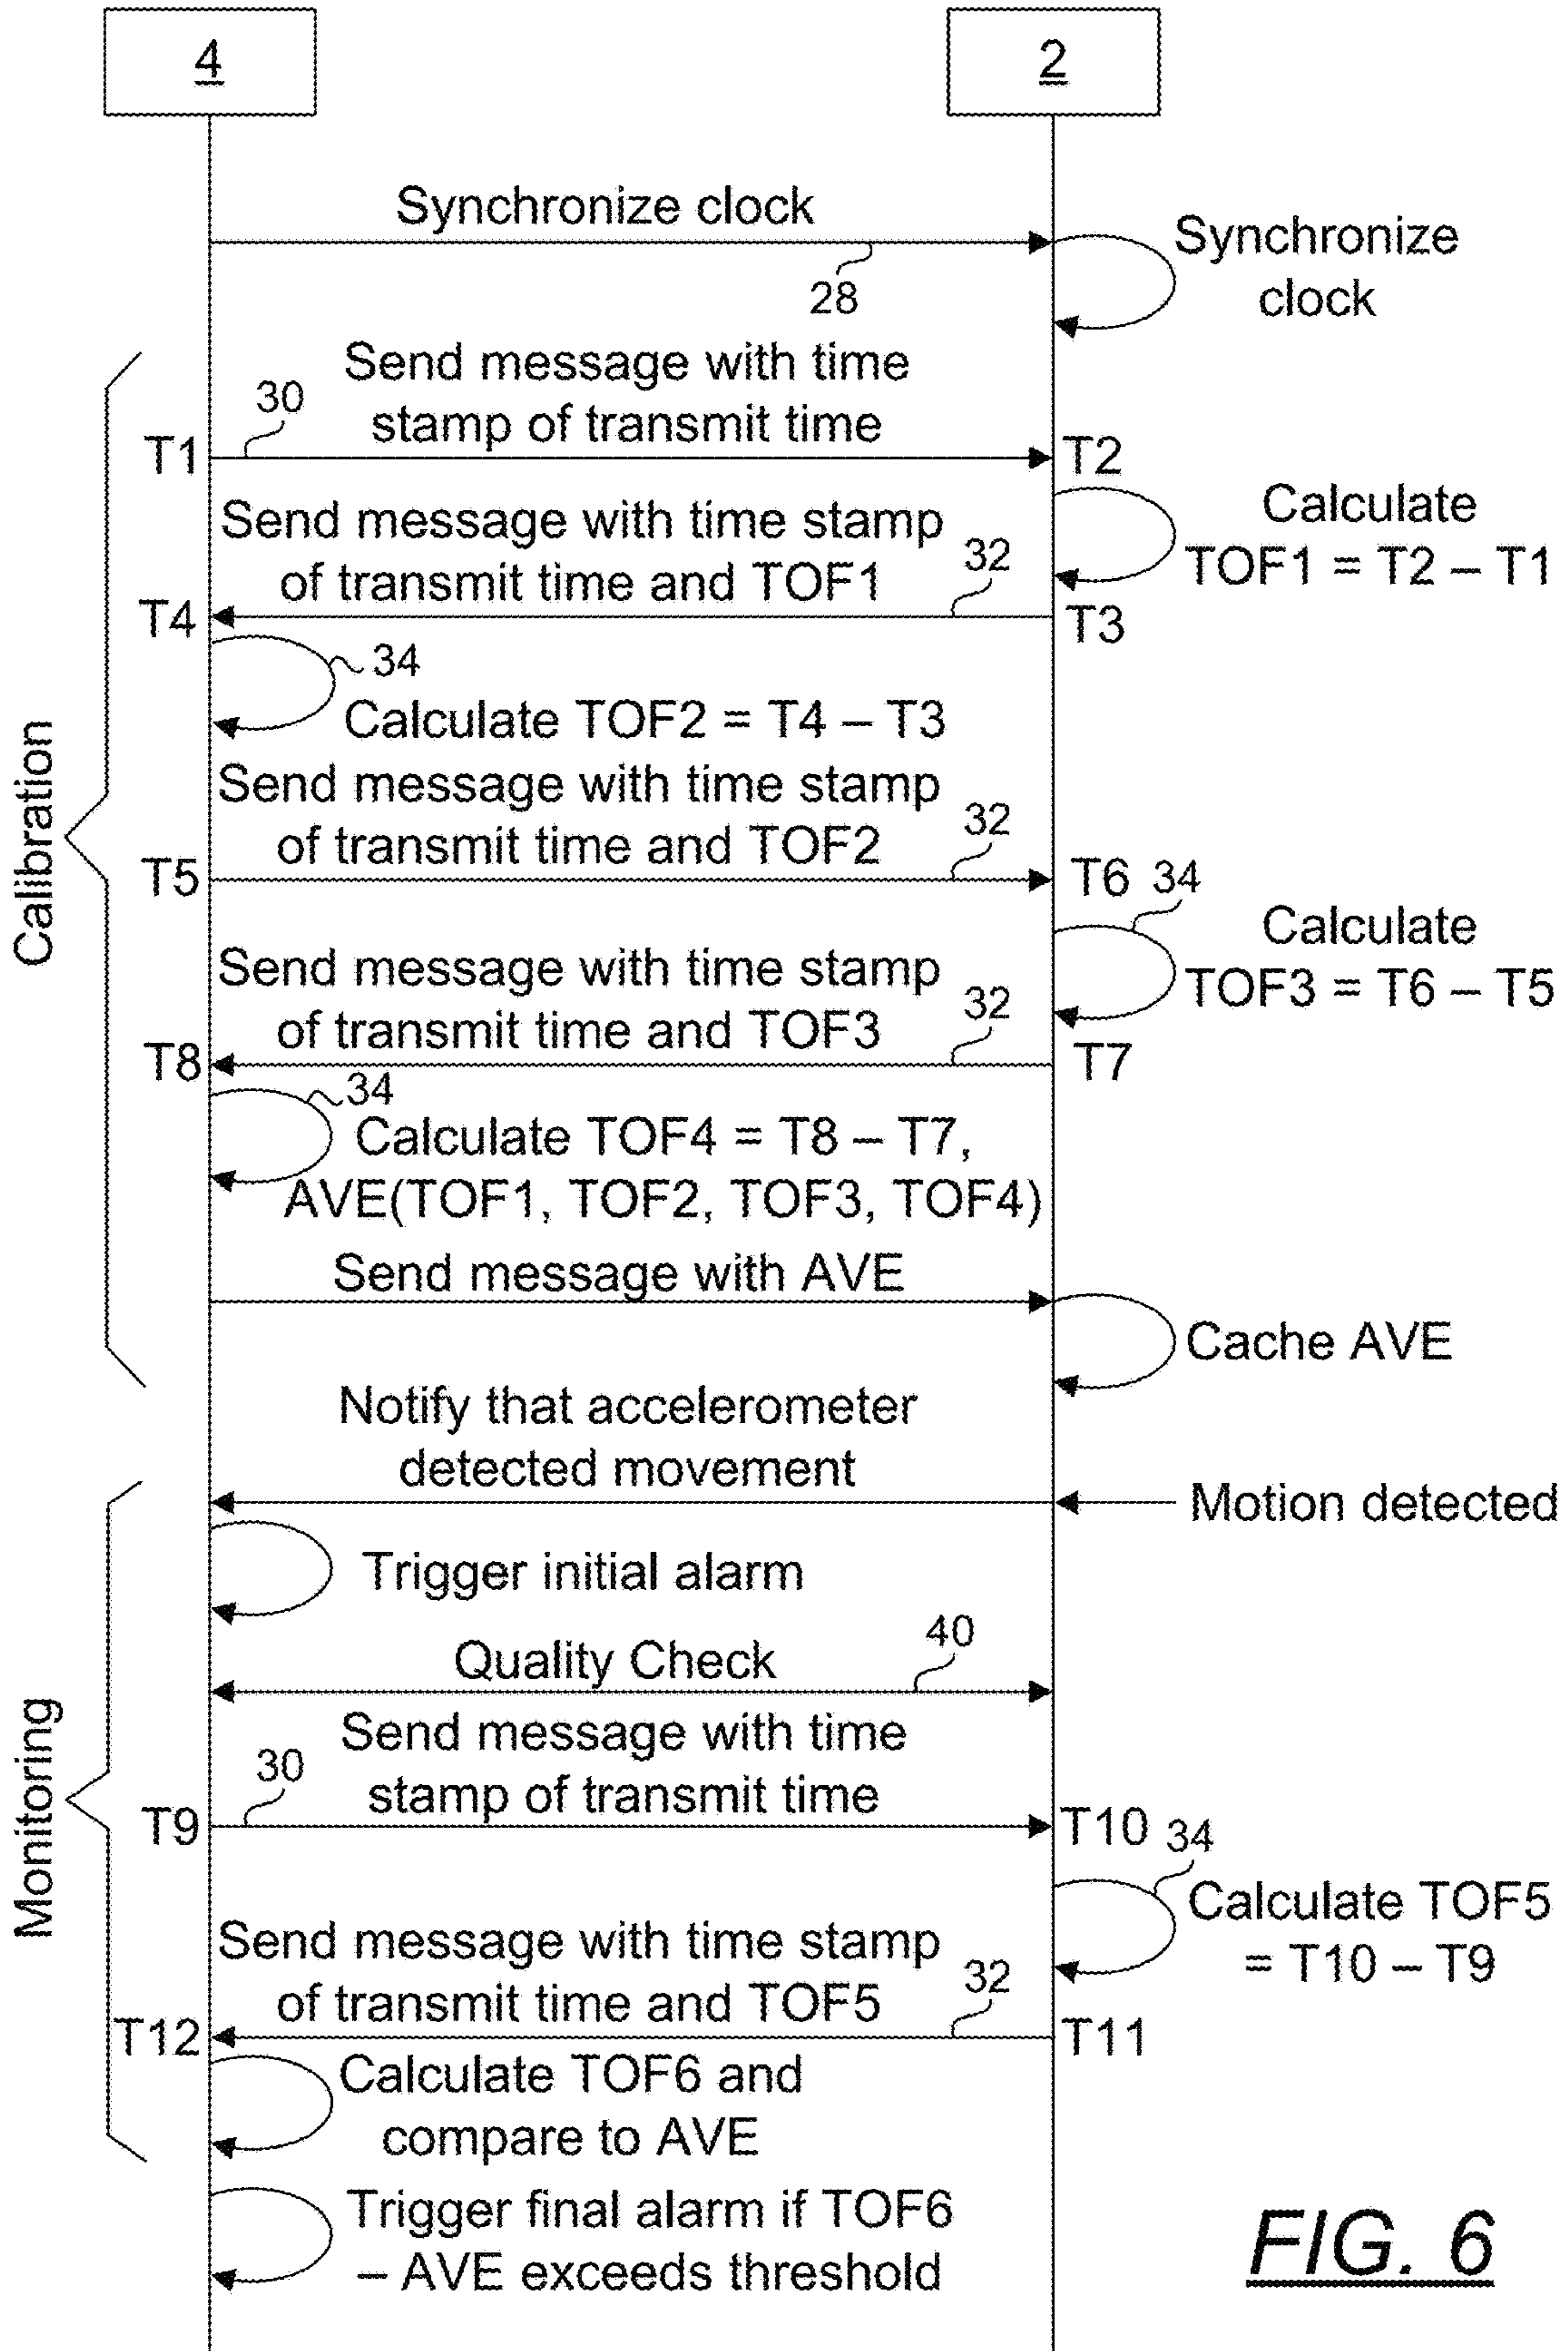 4
2
Synchronize clock
28
Synchronize
clock
Send message with time
stamp of transmit time
30
T1
T2
Calculate
TOF1 = T2 – T1
Send message with time stamp
of transmit time and TOF1
32
T4
T3
34
Calculate TOF2 = T4 – T3
Calibration
Send message with time stamp
of transmit time and TOF2
32
T5
T6
34
Calculate
TOF3 = T6 – T5
Send message with time stamp
of transmit time and TOF3
32
T8
T7
34
Calculate TOF4 = T8 – T7,
AVE(TOF1, TOF2, TOF3, TOF4)
Send message with AVE
Cache AVE
Notify that accelerometer
detected movement
Motion detected
Trigger initial alarm
Quality Check
40
Monitoring
Send message with time
stamp of transmit time
30
T9
T10
34
Calculate TOF5
= T10 – T9
Send message with time stamp
of transmit time and TOF5
32
T12
T11
Calculate TOF6 and
compare to AVE
Trigger final alarm if TOF6
– AVE exceeds threshold
FIG. 6